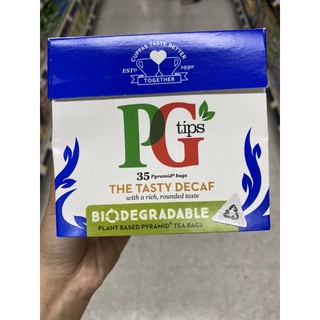 CUPPAS TASTE BETTER
ESTD 1930
TOGETHER
PG tips
35 Pyramid® bags
THE TASTY DECAF
with a rich, rounded taste
BIODEGRADABLE
PLANT BASED PYRAMID® TEA BAGS